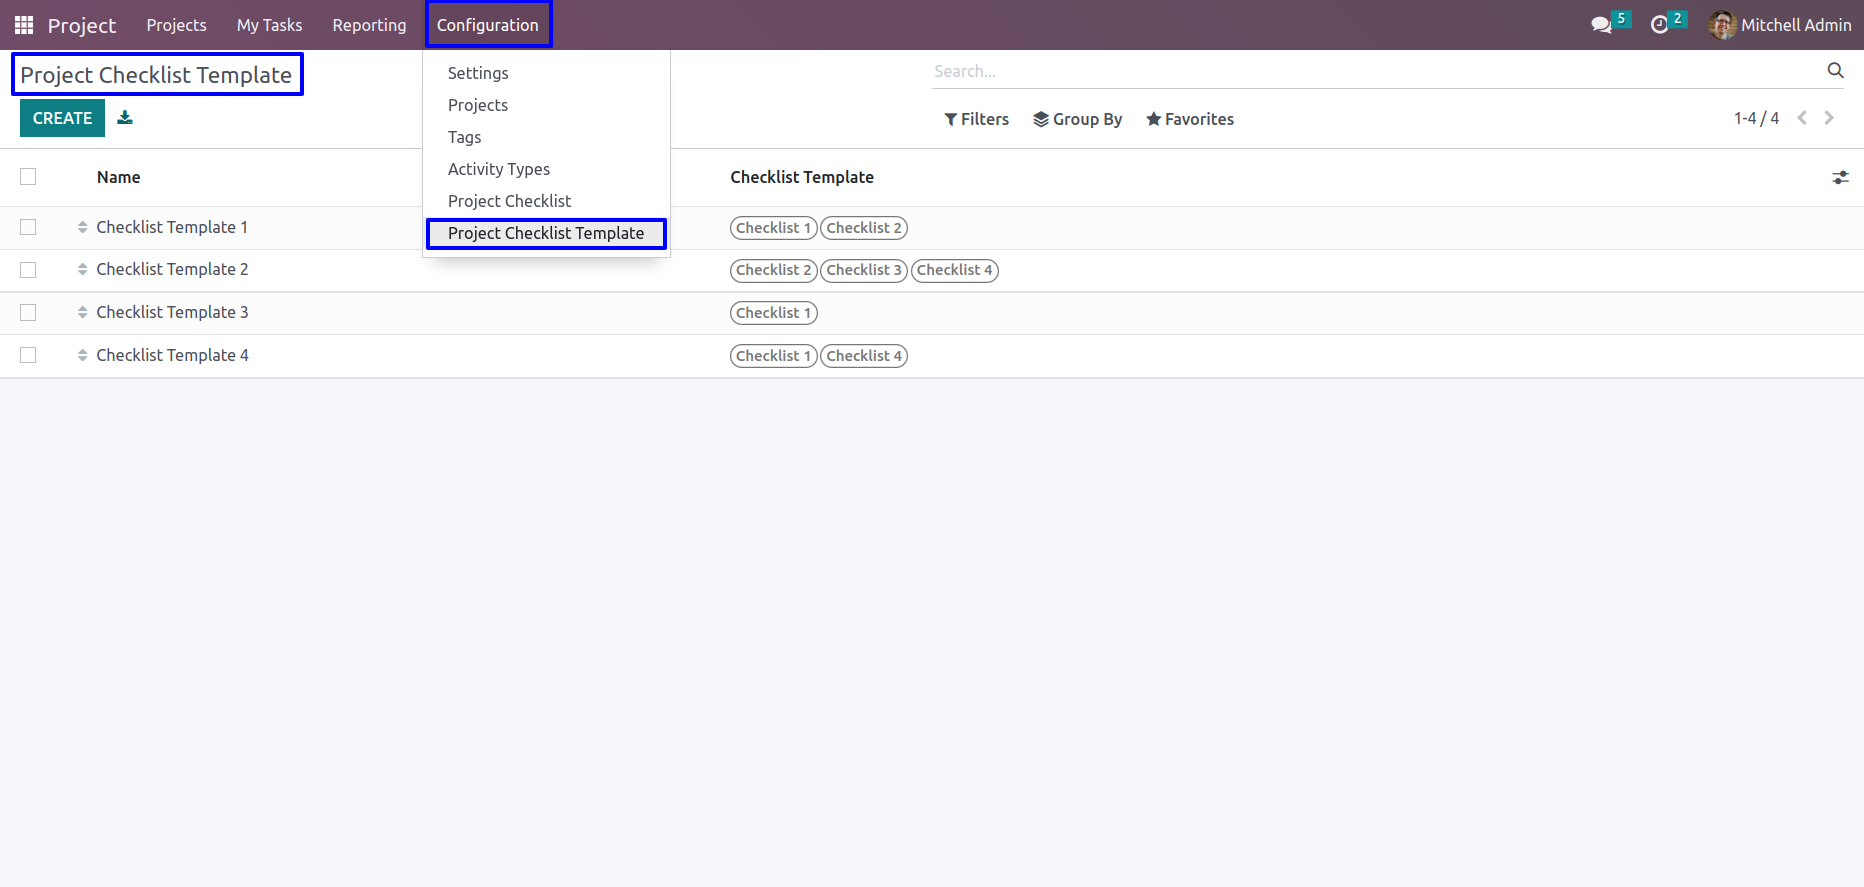 Project Projects My Tasks Reporting Configuration 5 2 Mitchell Admin
Project Checklist Template
Search...
CREATE
Filters Group By Favorites 1-4 / 4
Settings
Projects
Tags
Activity Types
Project Checklist
Project Checklist Template
Name Checklist Template
Checklist Template 1 Checklist 1 Checklist 2
Checklist Template 2 Checklist 2 Checklist 3 Checklist 4
Checklist Template 3 Checklist 1
Checklist Template 4 Checklist 1 Checklist 4